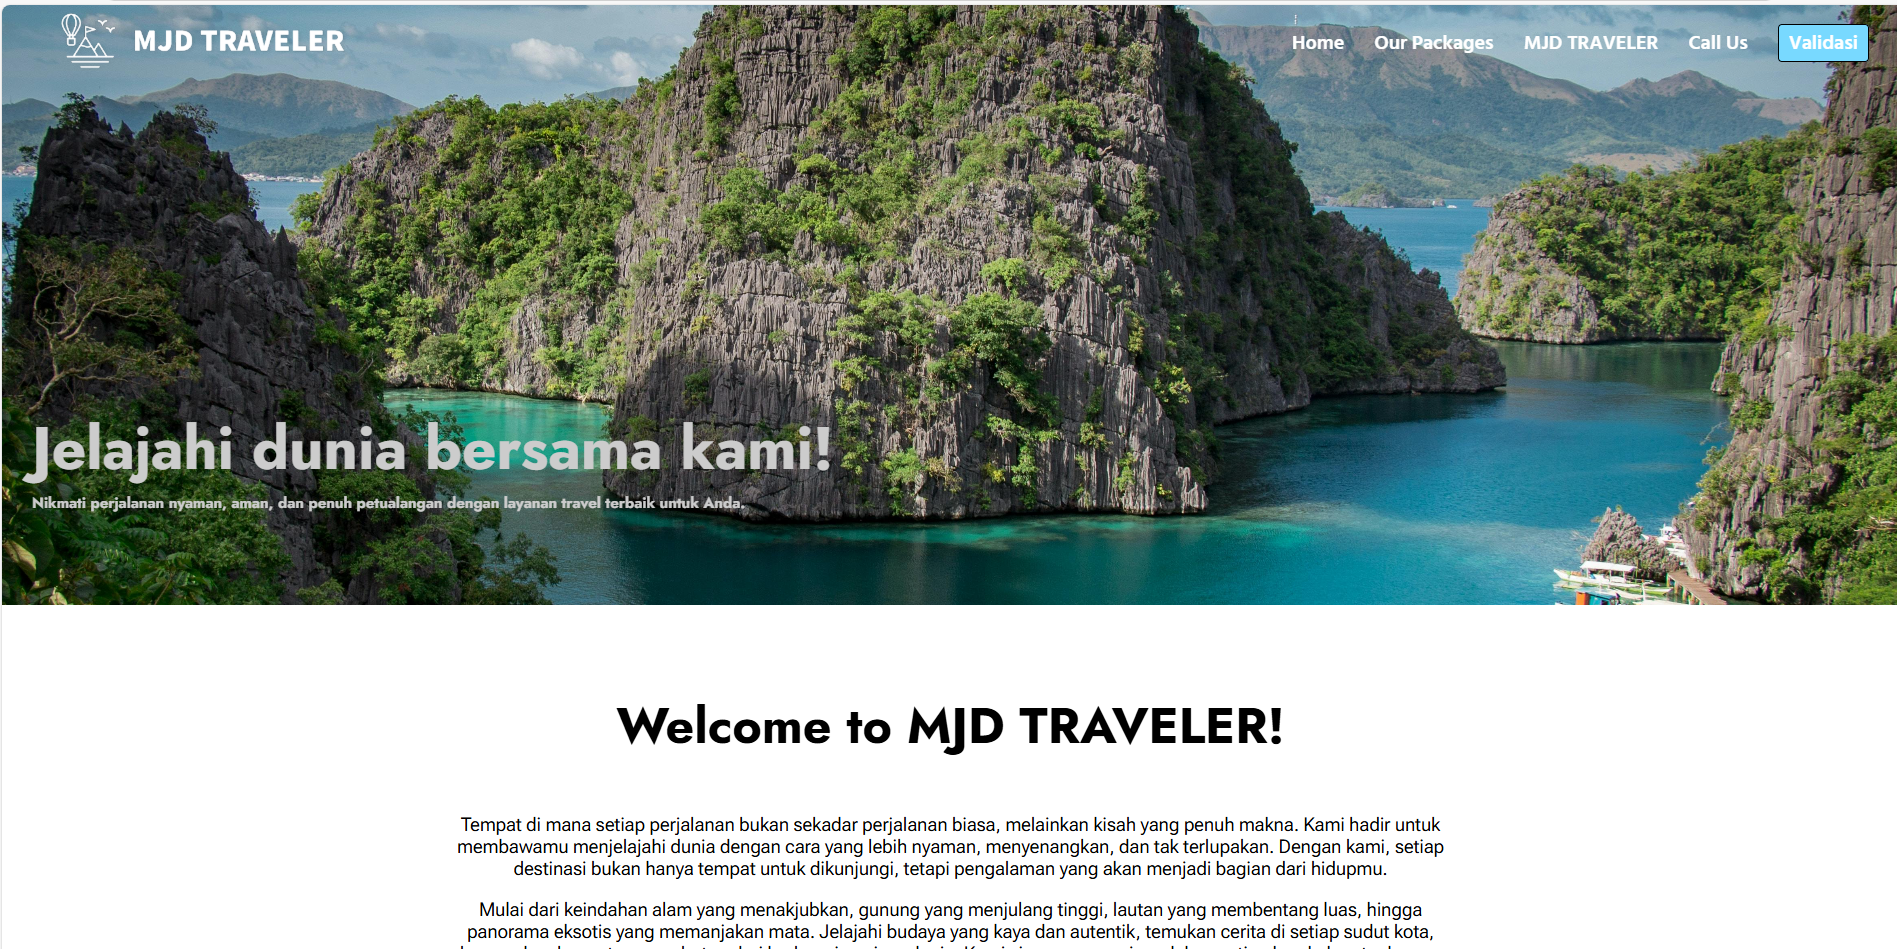 MJD TRAVELER
Home
Our Packages
MJD TRAVELER
Call Us
Validasi
Jelajahi dunia bersama kami!
Nikmati perjalanan nyaman, aman, dan penuh petualangan dengan layanan travel terbaik untuk Anda.
Welcome to MJD TRAVELER!
Tempat di mana setiap perjalanan bukan sekadar perjalanan biasa, melainkan kisah yang penuh makna. Kami hadir untuk
membawamu menjelajahi dunia dengan cara yang lebih nyaman, menyenangkan, dan tak terlupakan. Dengan kami, setiap
destinasi bukan hanya tempat untuk dikunjungi, tetapi pengalaman yang akan menjadi bagian dari hidupmu.
Mulai dari keindahan alam yang menakjubkan, gunung yang menjulang tinggi, lautan yang membentang luas, hingga
panorama eksotis yang memanjakan mata. Jelajahi budaya yang kaya dan autentik, temukan cerita di setiap sudut kota,